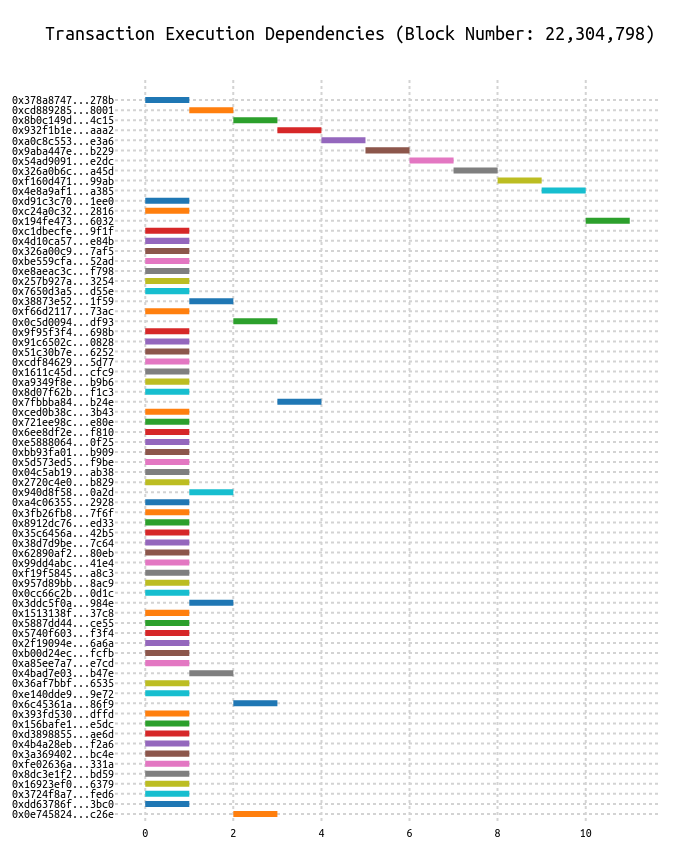 Transaction Execution Dependencies (Block Number: 22,304,798)
0x378a8747...278b
0xcd889285...8001
0x8b0c149d...4c15
0x932f1b1e...aaa2
0xa0c8c553...e3a6
0x9aba447e...b229
0x54ad9091...e2dc
0x326a0b6c...a45d
0xf160d471...99ab
0x4e8a9af1...a385
0xd91c3c70...1ee0
0xc24a0c32...2816
0x194fe473...6032
0xc1dbecfe...9f1f
0x4d10ca57...e84b
0x326a00c9...7af5
0xbe559cfa...52ad
0xe8aeac3c...f798
0x257b927a...3254
0x7650d3a5...d55e
0x38873e52...1f59
0xf66d2117...73ac
0x0c5d0094...df93
0x9f95f3f4...698b
0x91c6502c...0828
0x51c30b7e...6252
0xcdf84629...5d77
0x1611c45d...cfc9
0xa9349f8e...b9b6
0x8d07f62b...f1c3
0x7fbbba84...b24e
0xced0b38c...3b43
0x721ee98c...e80e
0x6ee8df2e...f810
0xe5888064...0f25
0xbb93fa01...b909
0x5d573ed5...f9be
0x04c5ab19...ab38
0x2720c4e0...b829
0x940d8f58...0a2d
0xa4c06355...2928
0x3fb26fb8...7f6f
0x8912dc76...ed33
0x35c6456a...42b5
0x38d7d9be...7c64
0x62890af2...80eb
0x99dd4abc...41e4
0xf19f5845...a8c3
0x957d89bb...8ac9
0x0cc66c2b...0d1c
0x3ddc5f0a...984e
0x1513138f...37c8
0x5887dd44...ce55
0x5740f603...f3f4
0x2f19094e...6a6a
0xb00d24ec...fcfb
0xa85ee7a7...e7cd
0x4bad7e03...b47e
0x36af7bbf...6535
0xe140dde9...9e72
0x6c45361a...86f9
0x393fd530...dffd
0x156bafe1...e5dc
0xd3898855...ae6d
0x4b4a28eb...f2a6
0x3a369402...bc4e
0xfe02636a...331a
0x8dc3e1f2...bd59
0x16923ef0...6379
0x3724f8a7...fed6
0xdd63786f...3bc0
0x0e745824...c26e
0 2 4 6 8 10